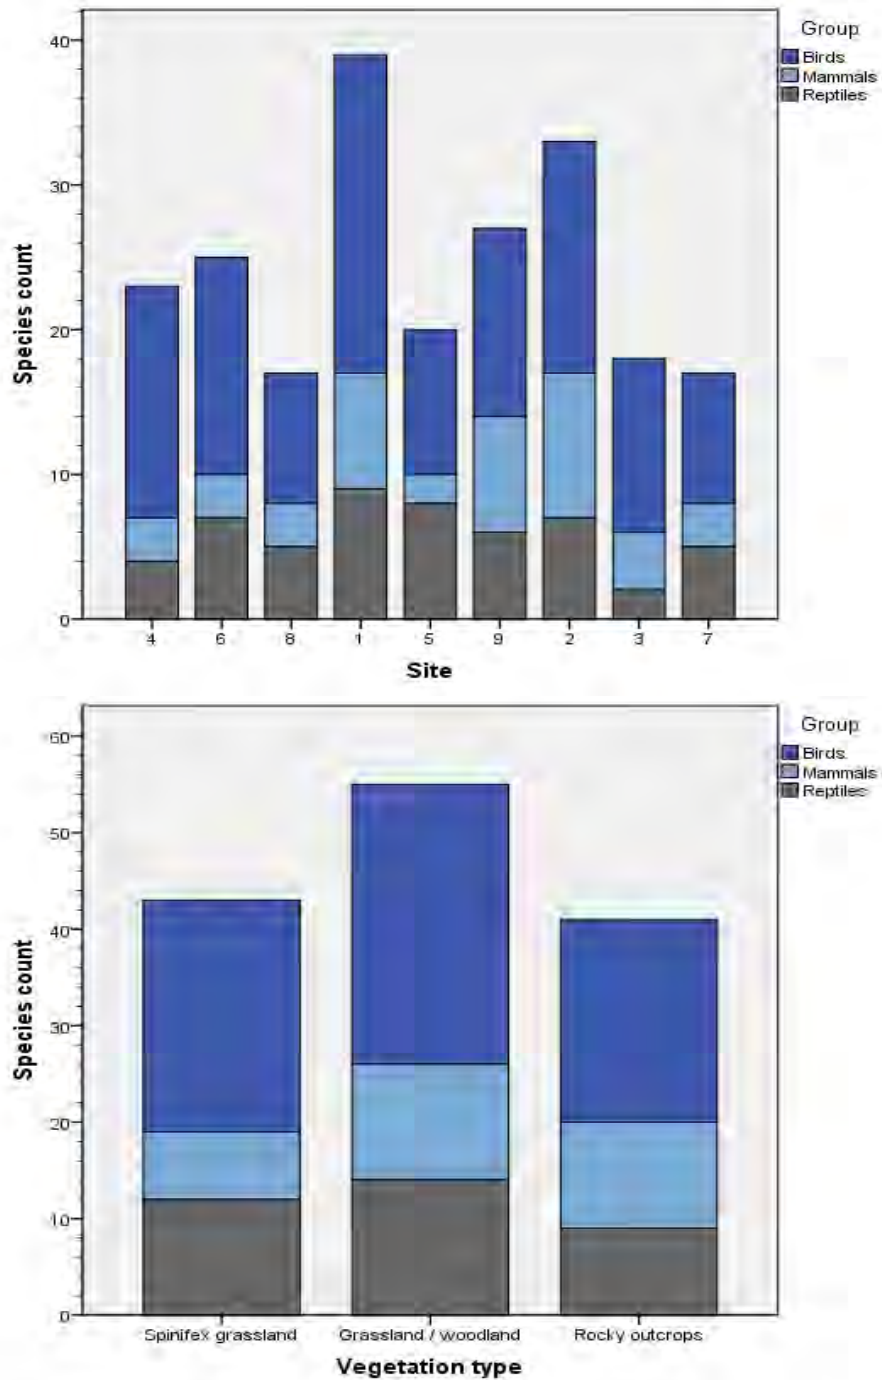 Group
Birds
Mammals
Reptiles
40
30
20
10
0
Species count
4 6 8 1 5 9 2 3 7
Site
Group
Birds
Mammals
Reptiles
60
50
40
30
20
10
0
Species count
Spinifex grassland Grassland / woodland Rocky outcrops
Vegetation type